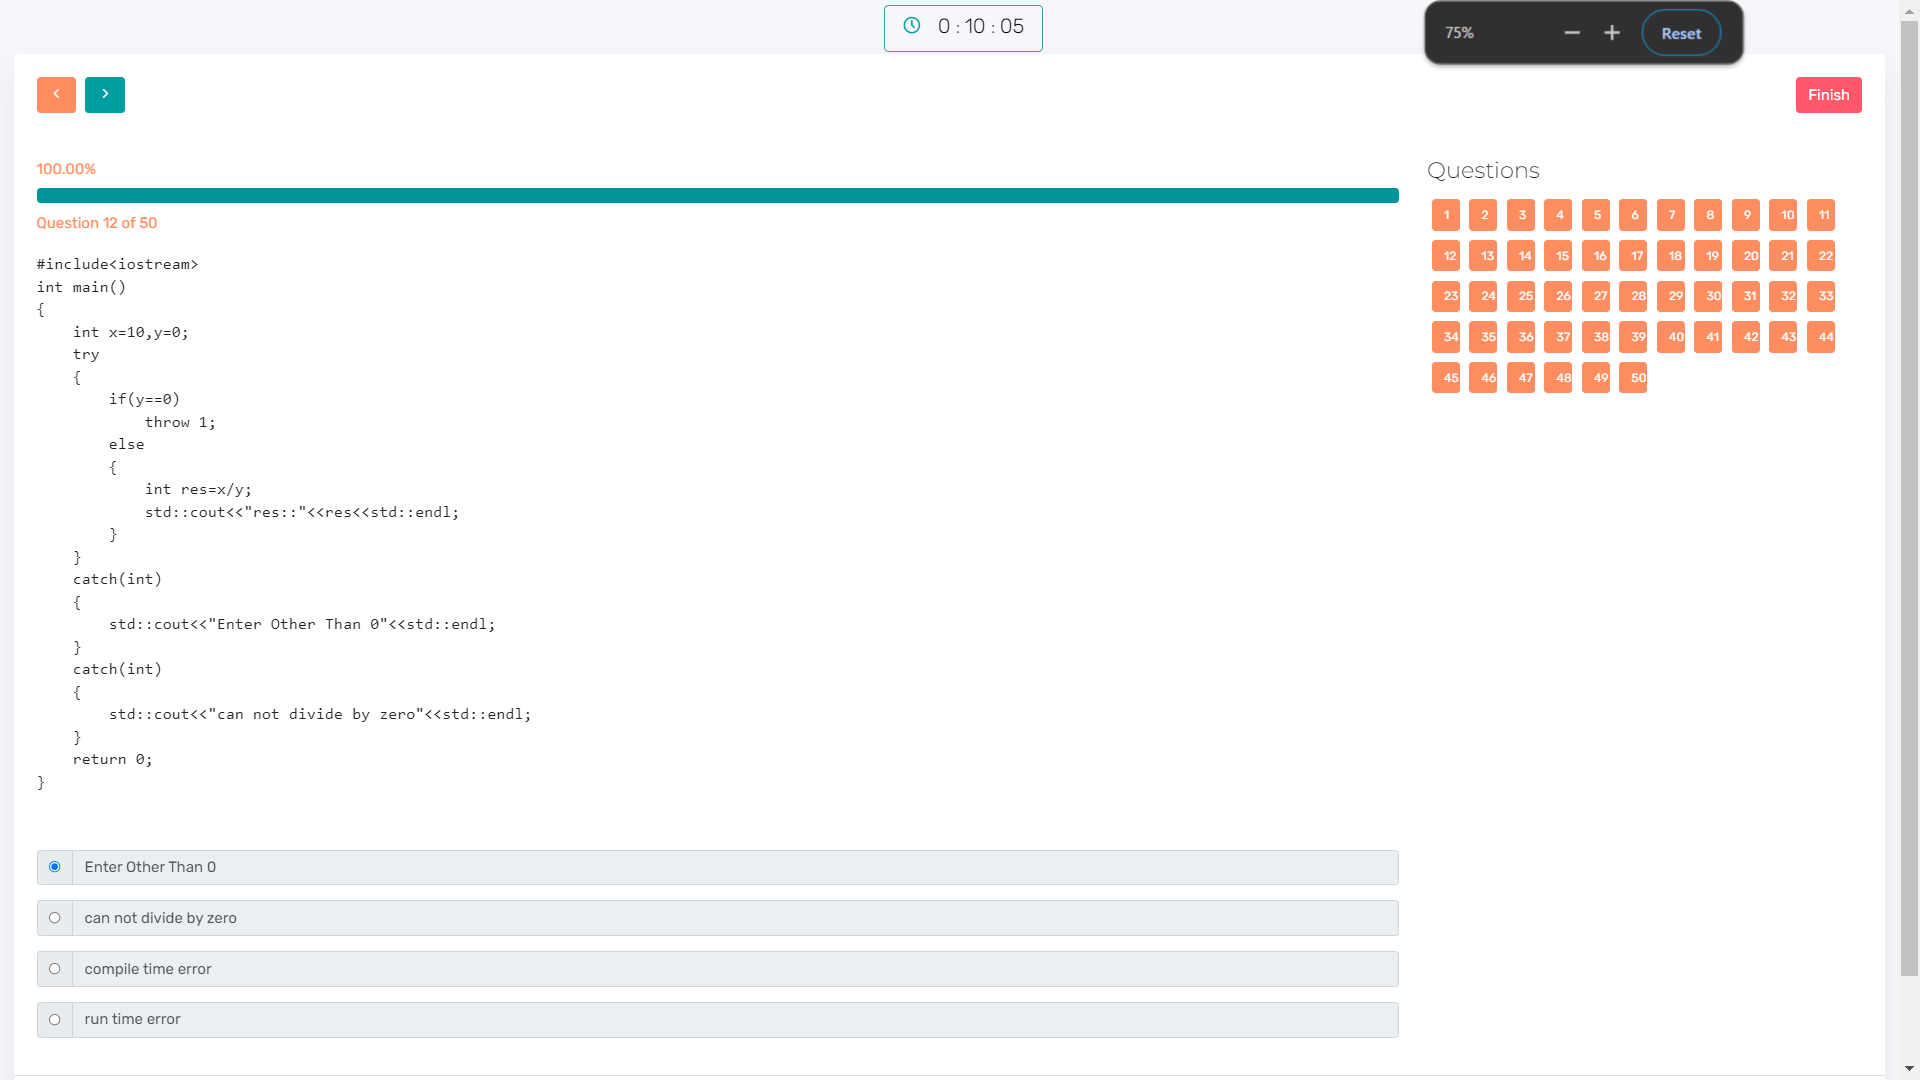 0 : 10 : 05
75%
Reset
Finish
100.00%
Question 12 of 50
#include<iostream>
int main()
{
    int x=10,y=0;
    try
    {
        if(y==0)
            throw 1;
        else
        {
            int res=x/y;
            std::cout<<"res::"<<res<<std::endl;
        }
    }
    catch(int)
    {
        std::cout<<"Enter Other Than 0"<<std::endl;
    }
    catch(int)
    {
        std::cout<<"can not divide by zero"<<std::endl;
    }
    return 0;
}
Enter Other Than 0
can not divide by zero
compile time error
run time error
Questions
1 2 3 4 5 6 7 8 9 10 11
12 13 14 15 16 17 18 19 20 21 22
23 24 25 26 27 28 29 30 31 32 33
34 35 36 37 38 39 40 41 42 43 44
45 46 47 48 49 50